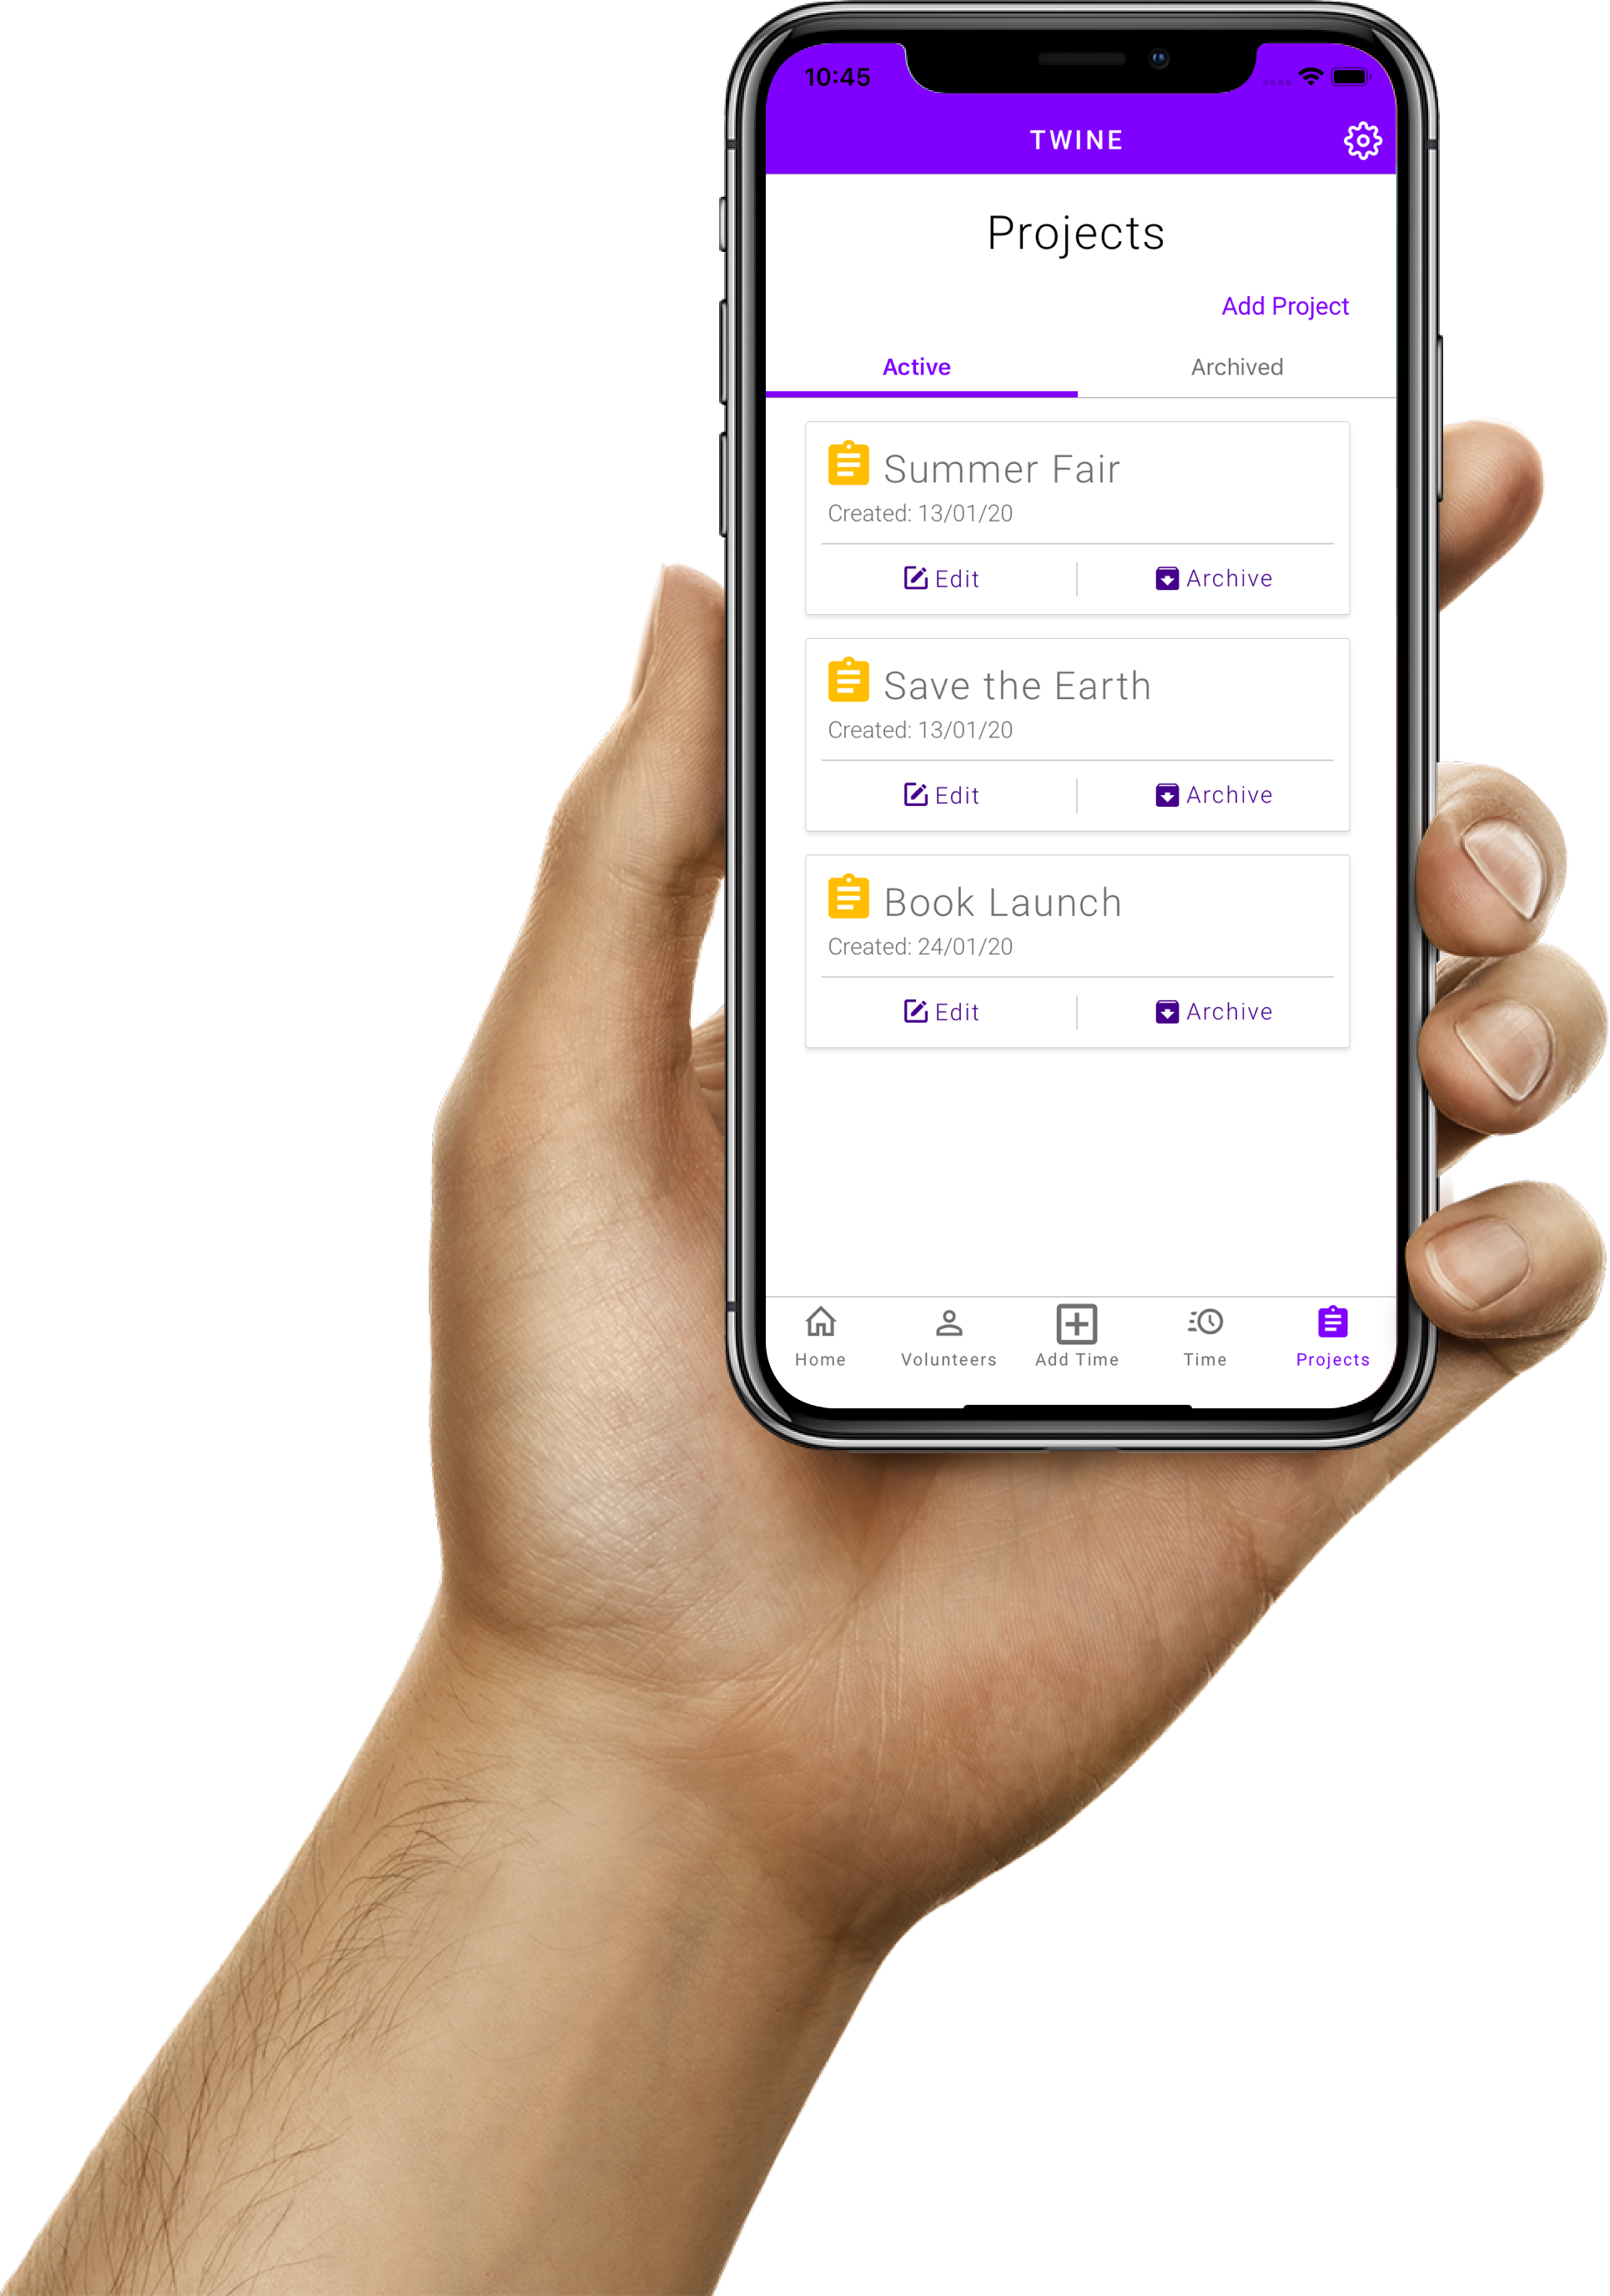 10:45
TWINE
Projects
Add Project
Active Archived
Summer Fair
Created: 13/01/20
Edit Archive
Save the Earth
Created: 13/01/20
Edit Archive
Book Launch
Created: 24/01/20
Edit Archive
Home Volunteers Add Time Time Projects